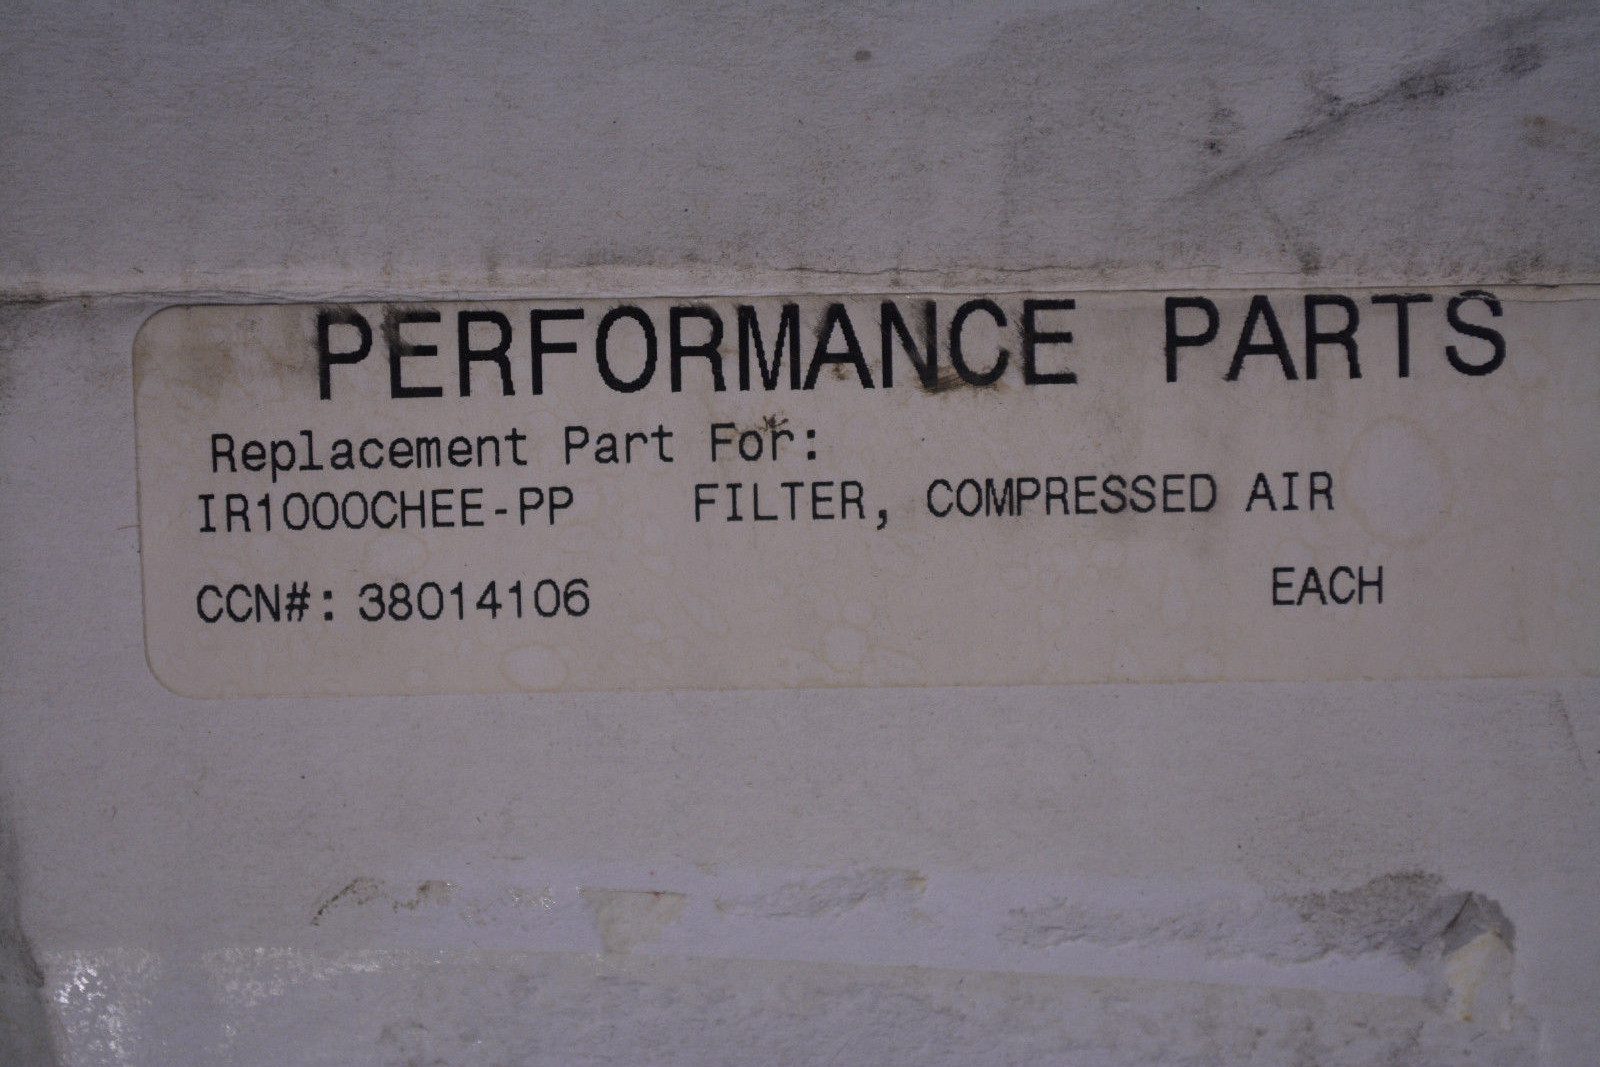 PERFORMANCE PARTS
Replacement Part For:
IR1000CHEE-PP FILTER, COMPRESSED AIR
CCN#: 38014106 EACH